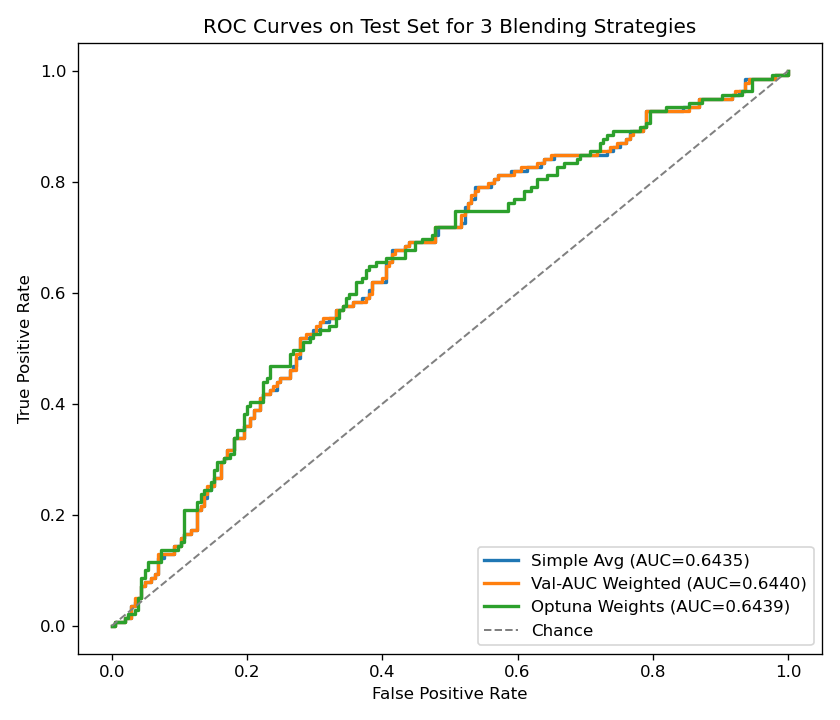 ROC Curves on Test Set for 3 Blending Strategies
True Positive Rate
1.0
0.8
0.6
0.4
0.2
0.0
0.0 0.2 0.4 0.6 0.8 1.0
False Positive Rate
Simple Avg (AUC=0.6435)
Val-AUC Weighted (AUC=0.6440)
Optuna Weights (AUC=0.6439)
Chance